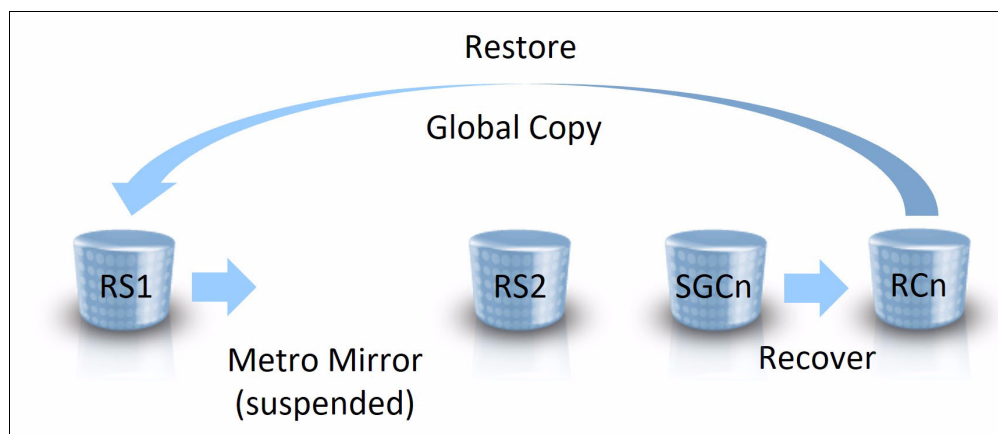 Restore
Global Copy
RS1
RS2
SGCn
RCn
Metro Mirror
(suspended)
Recover